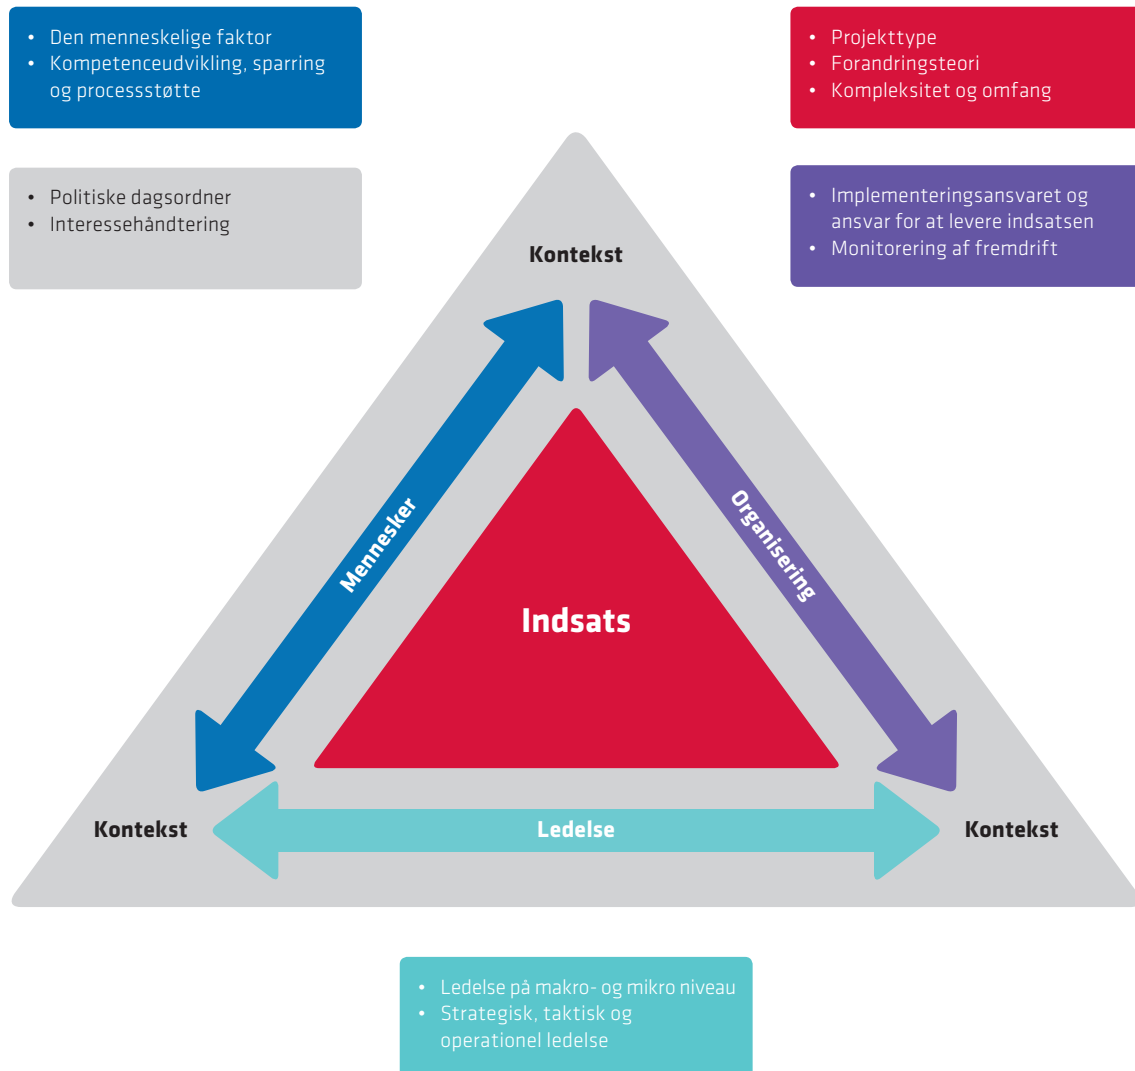 • Den menneskelige faktor
• Kompetenceudvikling, sparring
og processstøtte
• Projekttype
• Forandringsteori
• Kompleksitet og omfang
• Politiske dagsordner
• Interessehåndtering
• Implementeringsansvaret og
ansvar for at levere indsatsen
• Monitorering af fremdrift
Kontekst
Mennesker
Organisering
Indsats
Kontekst
Ledelse
Kontekst
• Ledelse på makro- og mikro niveau
• Strategisk, taktisk og
operationel ledelse